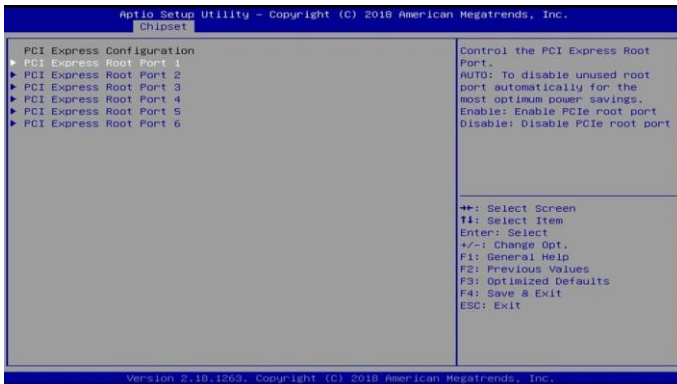 Aptio Setup Utility – Copyright (C) 2018 American Megatrends, Inc.
Chipset
PCI Express Configuration
▶ PCI Express Root Port 1
▶ PCI Express Root Port 2
▶ PCI Express Root Port 3
▶ PCI Express Root Port 4
▶ PCI Express Root Port 5
▶ PCI Express Root Port 6
Control the PCI Express Root
Port.
AUTO: To disable unused root
port automatically for the
most optimum power savings.
Enable: Enable PCIe root port
Disable: Disable PCIe root port
→←: Select Screen
↑↓: Select Item
Enter: Select
+/-: Change Opt.
F1: General Help
F2: Previous Values
F3: Optimized Defaults
F4: Save & Exit
ESC: Exit
Version 2.18.1263. Copyright (C) 2018 American Megatrends, Inc.